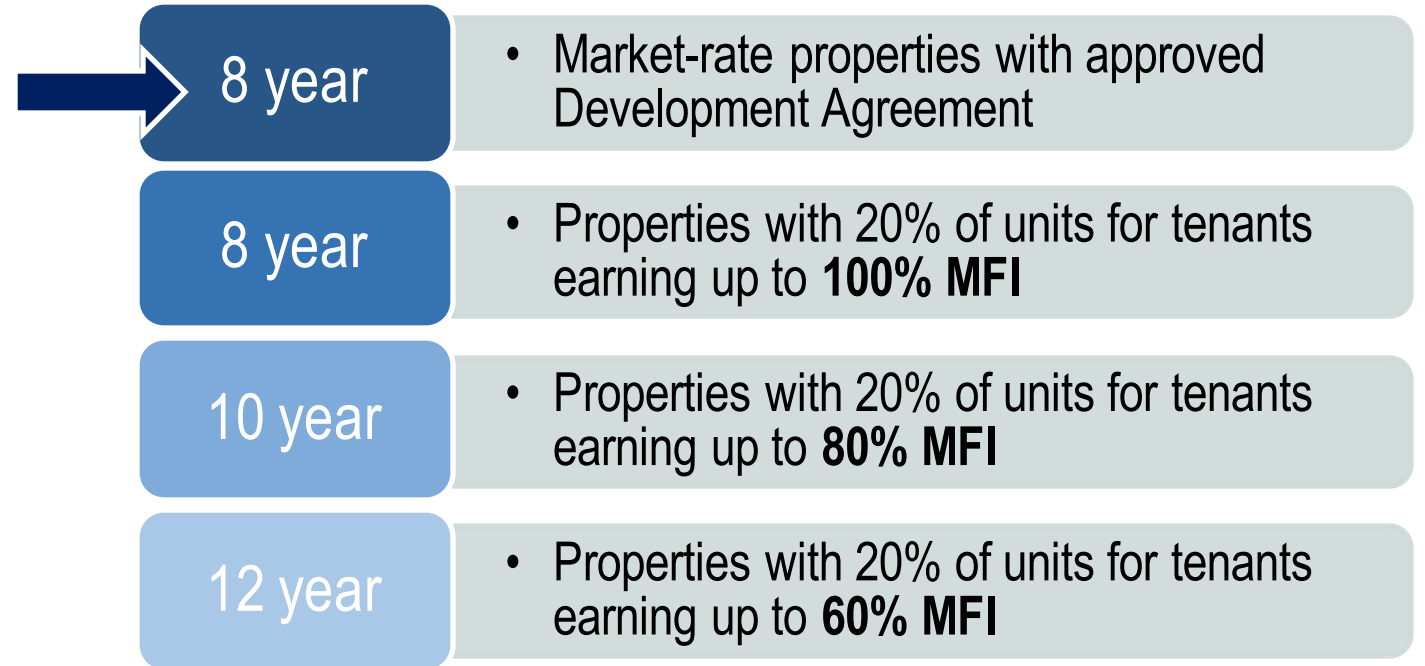 8 year
• Market-rate properties with approved
Development Agreement
8 year
• Properties with 20% of units for tenants
earning up to 100% MFI
10 year
• Properties with 20% of units for tenants
earning up to 80% MFI
12 year
• Properties with 20% of units for tenants
earning up to 60% MFI